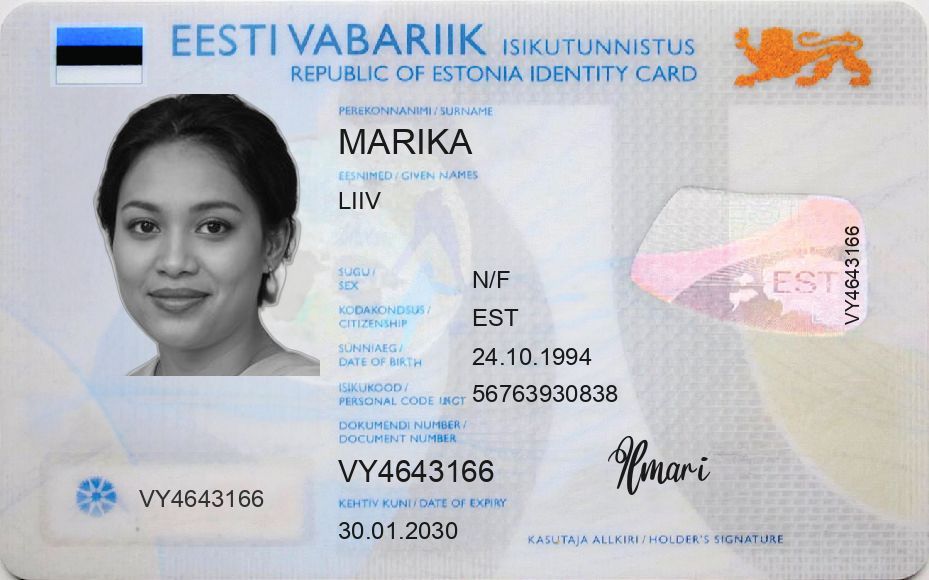 EESTI VABARIIK ISIKUTUNNISTUS
REPUBLIC OF ESTONIA IDENTITY CARD
PEREKONNANIMI / SURNAME
MARIKA
EESNIMED / GIVEN NAMES
LIIV
SUGU /
SEX
N/F
KODAKONDSUS /
CITIZENSHIP
EST
SÜNNIAEG /
DATE OF BIRTH
24.10.1994
ISIKUKOOD /
PERSONAL CODE
56763930838
DOKUMENDI NUMBER /
DOCUMENT NUMBER
VY4643166
KEHTIV KUNI / DATE OF EXPIRY
30.01.2030
VY4643166
EST
VY4643166
Ilmari
KASUTAJA ALLKIRI / HOLDER'S SIGNATURE